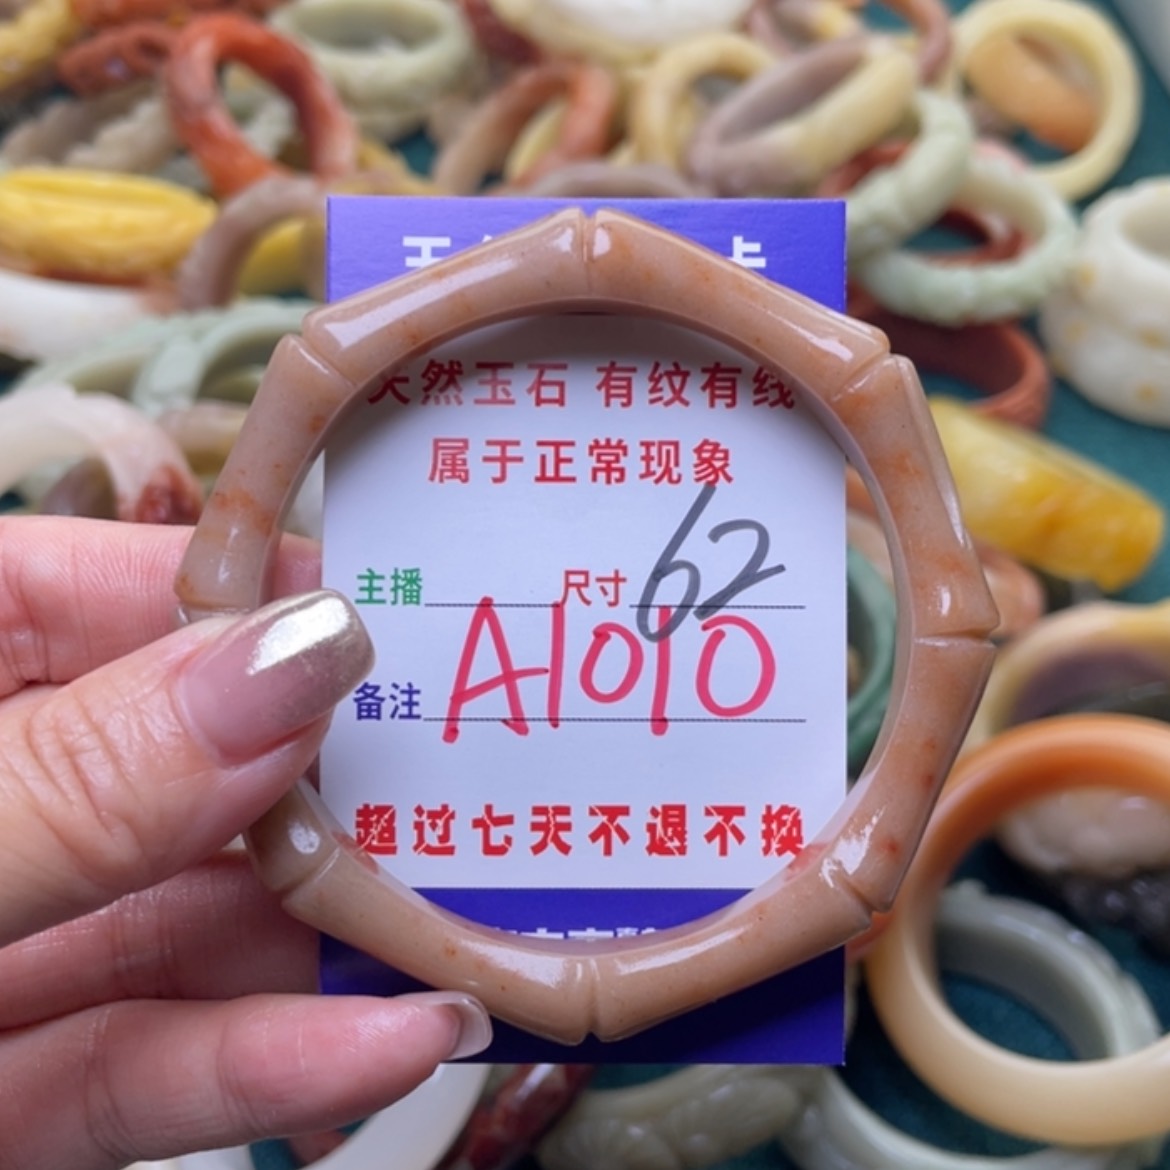 天然玉石 有纹有线
属于正常现象
主播 尺寸 62
备注 A1010
超过七天不退不换